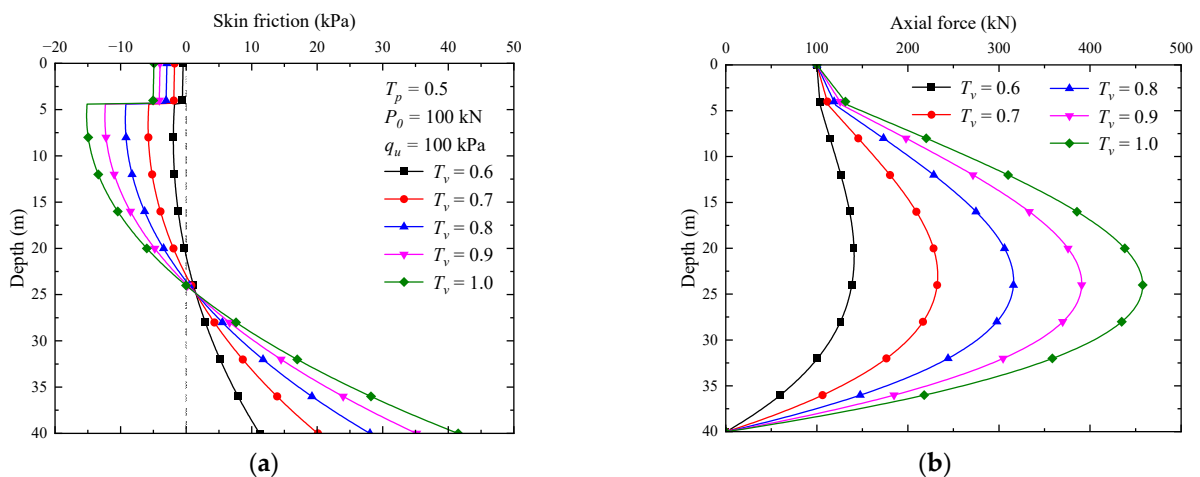 Skin friction (kPa)
−20 −10 0 10 20 30 40 50
0
5
10
15
20
25
30
35
40
Depth (m)
T_p = 0.5
P_0 = 100 kN
q_u = 100 kPa
T_v = 0.6
T_v = 0.7
T_v = 0.8
T_v = 0.9
T_v = 1.0
(a)
Axial force (kN)
0 100 200 300 400 500
0
5
10
15
20
25
30
35
40
Depth (m)
T_v = 0.6 T_v = 0.8
T_v = 0.7 T_v = 0.9
T_v = 1.0
(b)